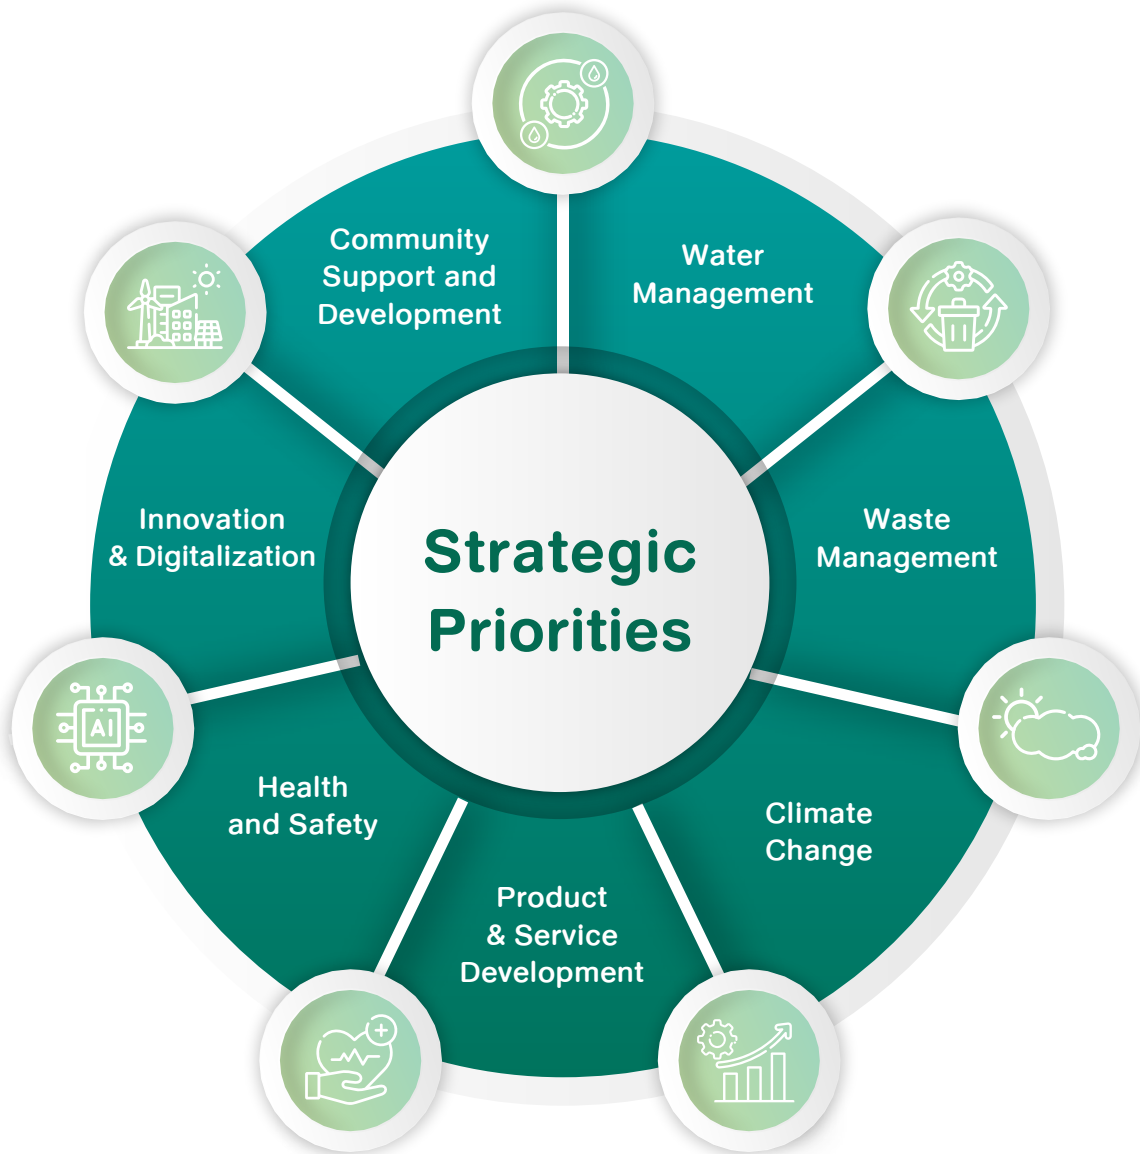 Community
Support and
Development
Water
Management
Innovation
& Digitalization
Strategic
Priorities
Waste
Management
AI
Health
and Safety
Climate
Change
Product
& Service
Development